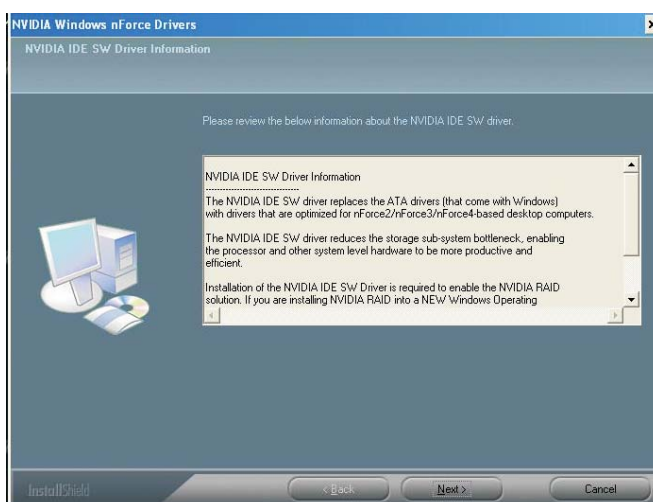 NVIDIA Windows nForce Drivers
NVIDIA IDE SW Driver Information
Please review the below information about the NVIDIA IDE SW driver.
NVIDIA IDE SW Driver Information
--------------------------------
The NVIDIA IDE SW driver replaces the ATA drivers (that come with Windows)
with drivers that are optimized for nForce2/nForce3/nForce4-based desktop computers.
The NVIDIA IDE SW driver reduces the storage sub-system bottleneck, enabling
the processor and other system level hardware to be more productive and
efficient.
Installation of the NVIDIA IDE SW Driver is required to enable the NVIDIA RAID
solution. If you are installing NVIDIA RAID into a NEW Windows Operating
InstallShield
< Back
Next >
Cancel